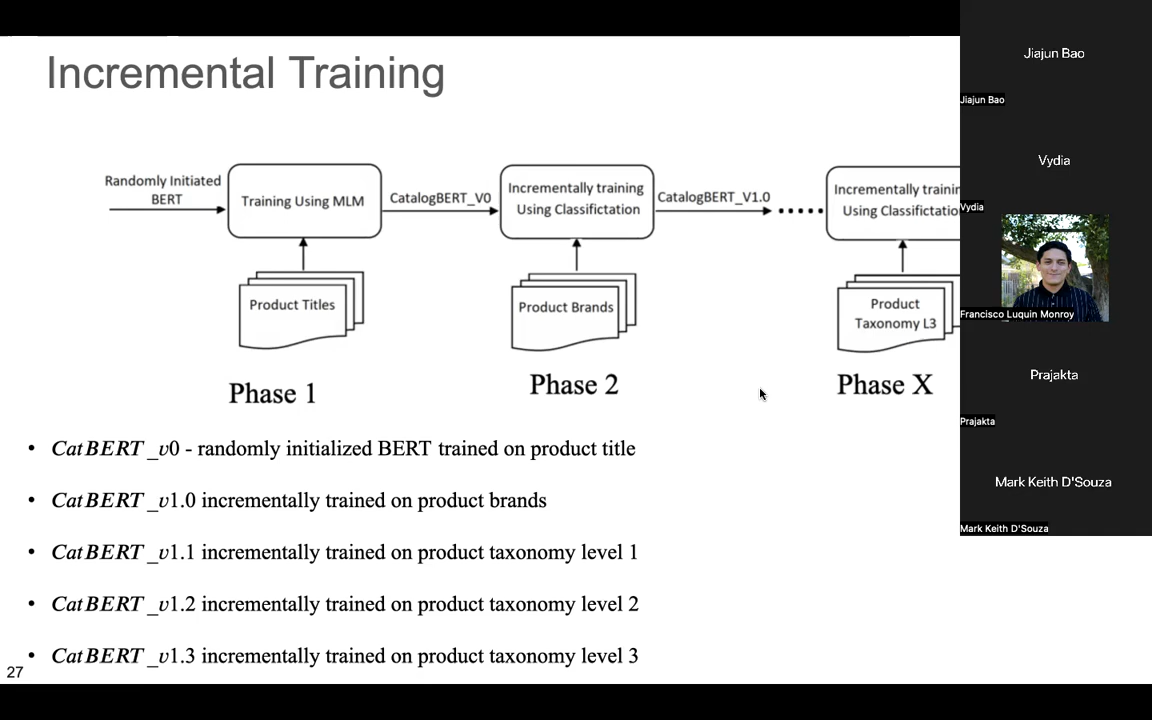 Incremental Training
Randomly Initiated
BERT
Training Using MLM
CatalogBERT_V0
Incrementally training
Using Classifictation
CatalogBERT_V1.0
Using
Product Titles
Product Brands
Product
Taxonomy L3
Phase 1
Phase 2
Phase X
• CatBERT_v0 - randomly initialized BERT trained on product title
• CatBERT_v1.0 incrementally trained on product brands
• CatBERT_v1.1 incrementally trained on product taxonomy level 1
• CatBERT_v1.2 incrementally trained on product taxonomy level 2
• CatBERT_v1.3 incrementally trained on product taxonomy level 3
27
Jiajun Bao
Jiajun Bao
Vydia
Vydia
Francisco Luquin Monroy
Prajakta
Prajakta
Mark Keith D'Souza
Mark Keith D'Souza